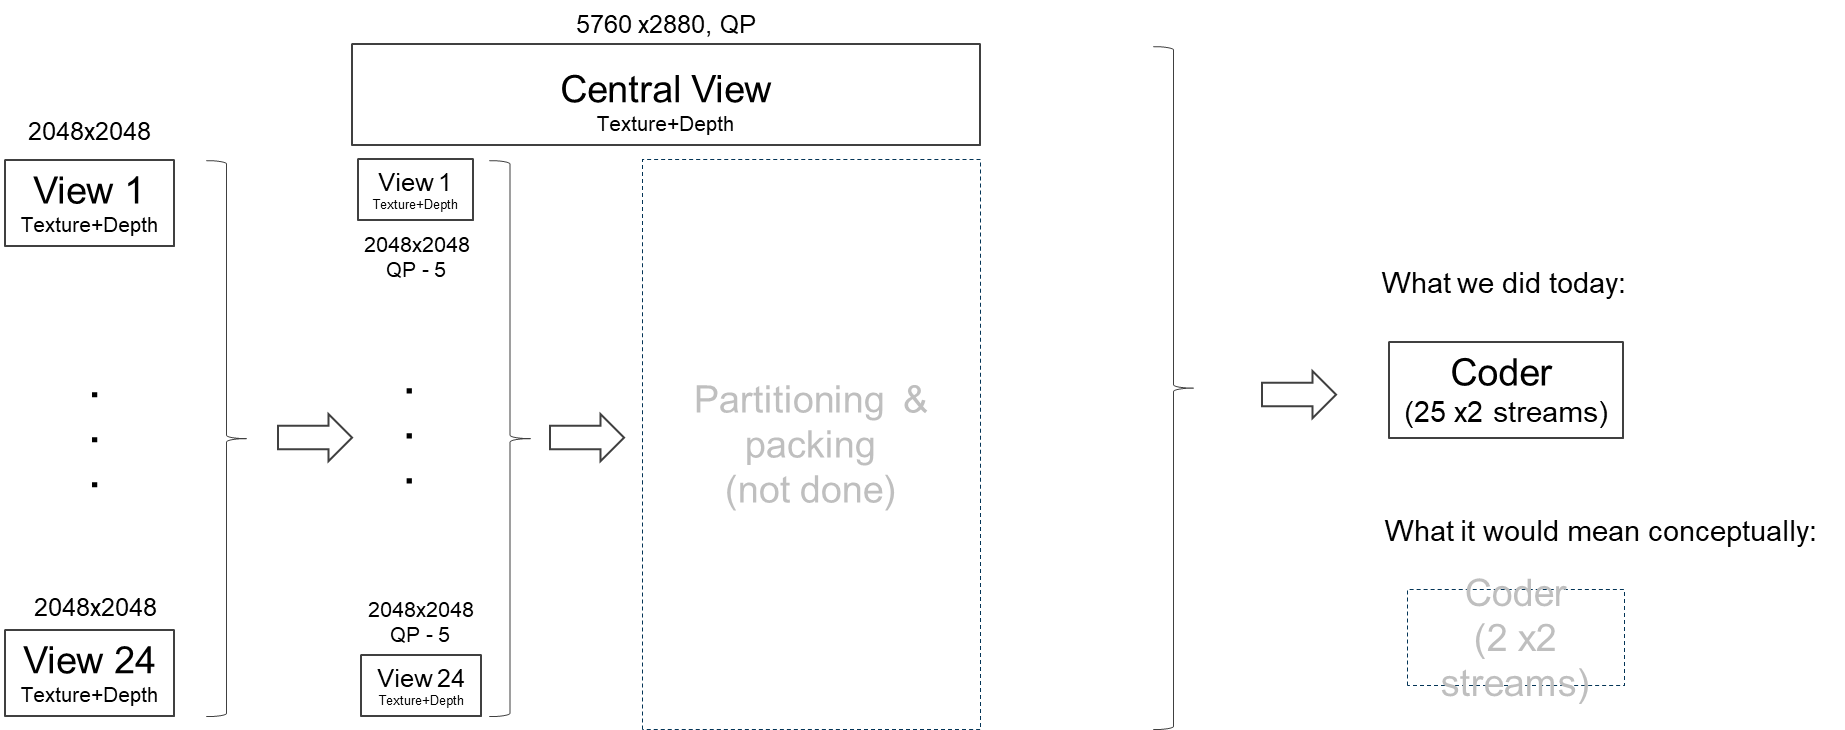 5760 x2880, QP
Central View
Texture+Depth
2048x2048
View 1
Texture+Depth
View 1
Texture+Depth
2048x2048
QP - 5
What we did today:
Coder
(25 x2 streams)
Partitioning &
packing
(not done)
What it would mean conceptually:
Coder
(2 x2
streams)
2048x2048
View 24
Texture+Depth
2048x2048
QP - 5
View 24
Texture+Depth